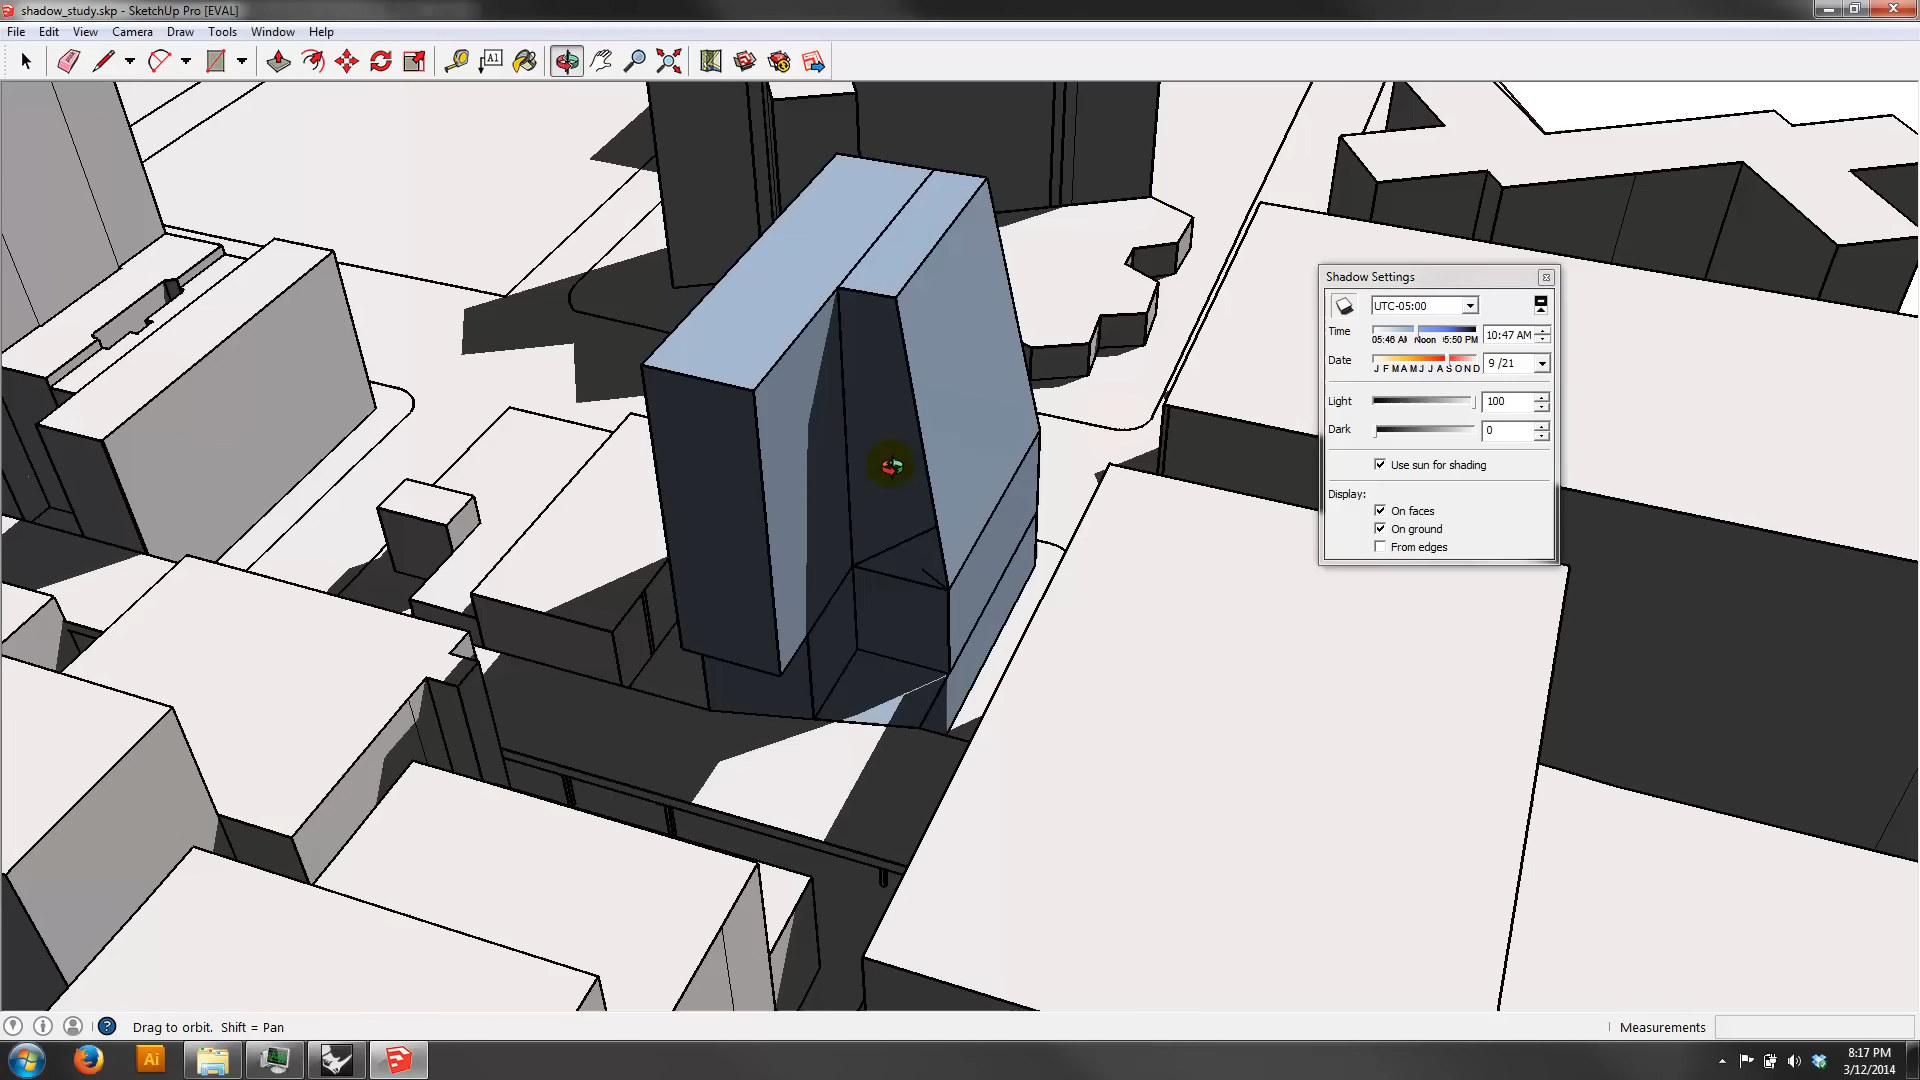 shadow_study.skp - SketchUp Pro [EVAL]
File Edit View Camera Draw Tools Window Help
A1
Shadow Settings
UTC-05:00
Time 10:47 AM
05:46 AM Noon 05:50 PM
Date 9 /21
J F M A M J J A S O N D
Light 100
Dark 0
Use sun for shading
Display:
On faces
On ground
From edges
Drag to orbit. Shift = Pan
Measurements
Ai
8:17 PM
3/12/2014